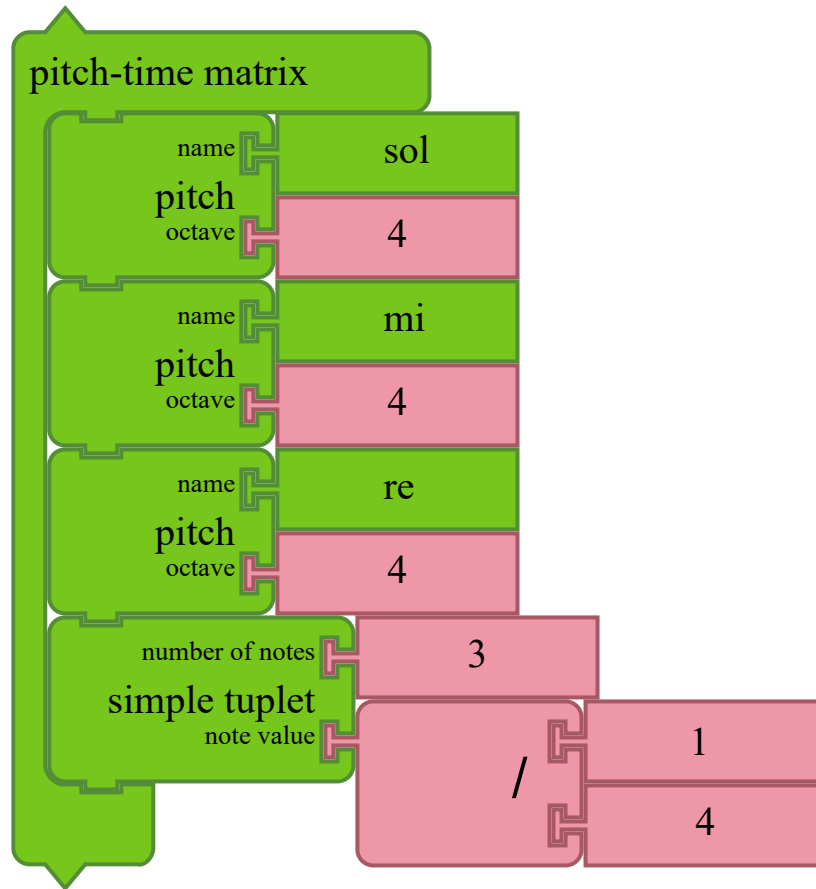 pitch-time matrix
name sol
pitch
octave 4
name mi
pitch
octave 4
name re
pitch
octave 4
number of notes 3
simple tuplet
note value
/ 1
4